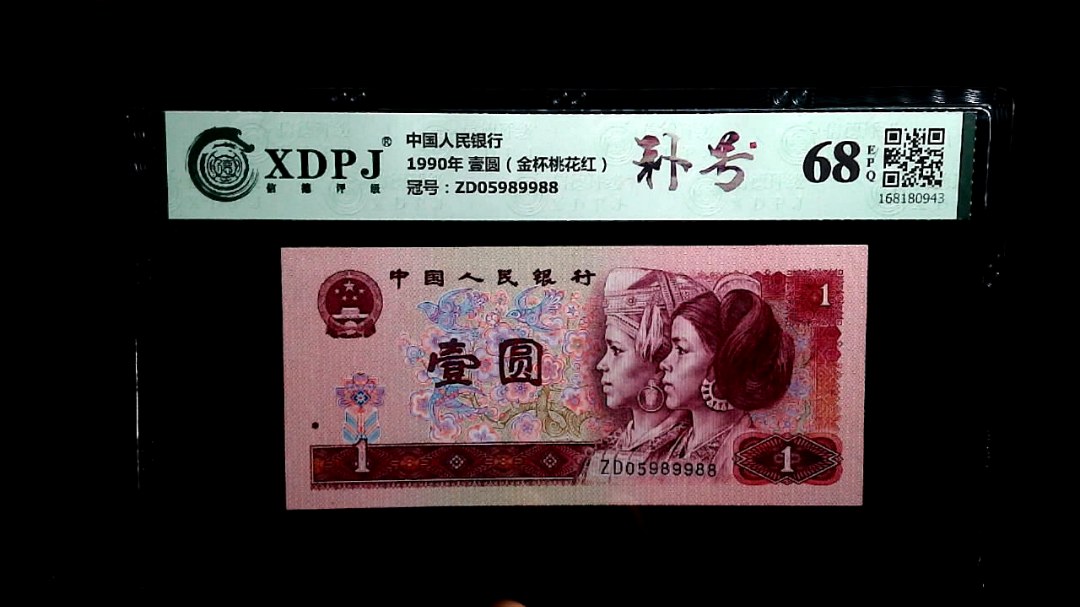 XDPJ®
信德评级
中国人民银行
1990年 壹圆（金杯桃花红）
冠号：ZD05989988
补号
68
EPQ
168180943
中国人民银行
1
壹圆
1
ZD05989988
1